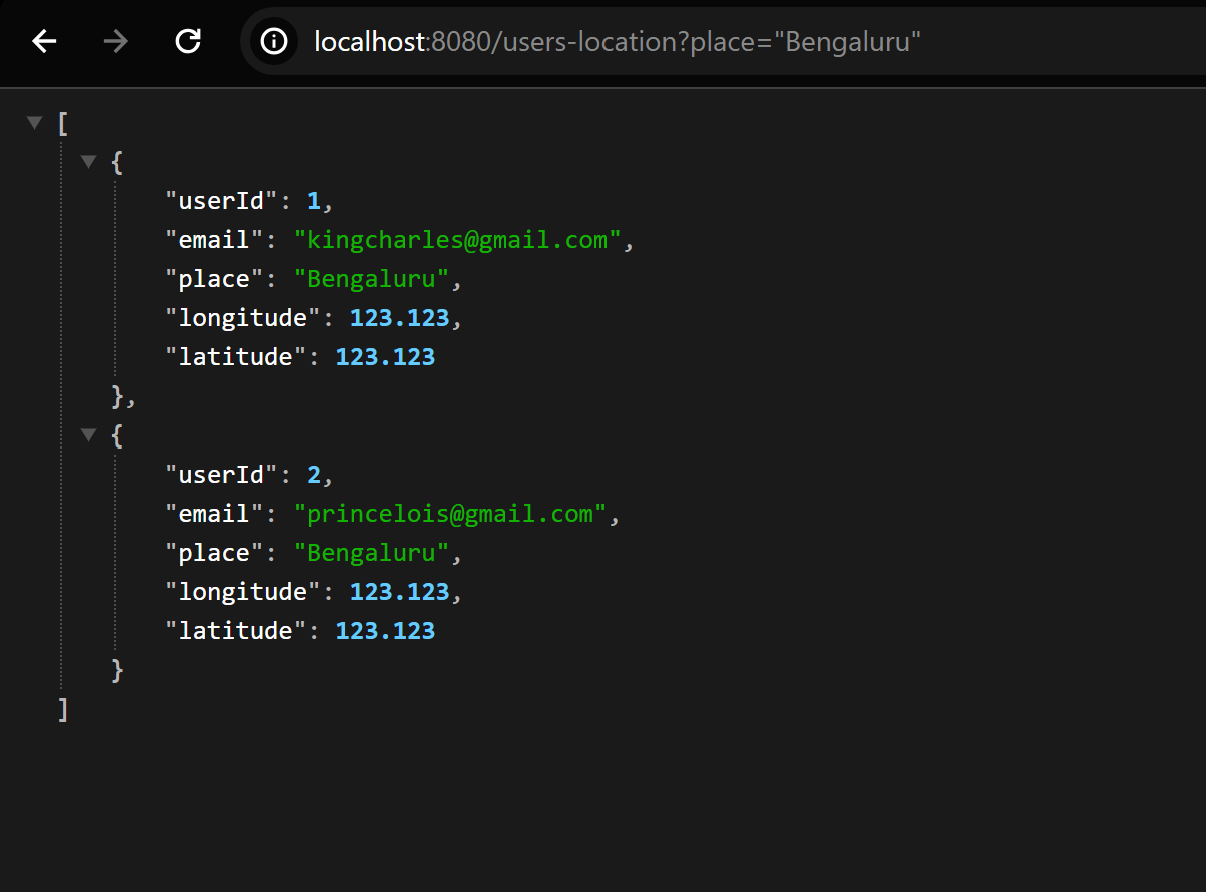 localhost:8080/users-location?place="Bengaluru"
[
{
"userId": 1,
"email": "kingcharles@gmail.com",
"place": "Bengaluru",
"longitude": 123.123,
"latitude": 123.123
},
{
"userId": 2,
"email": "princelois@gmail.com",
"place": "Bengaluru",
"longitude": 123.123,
"latitude": 123.123
}
]